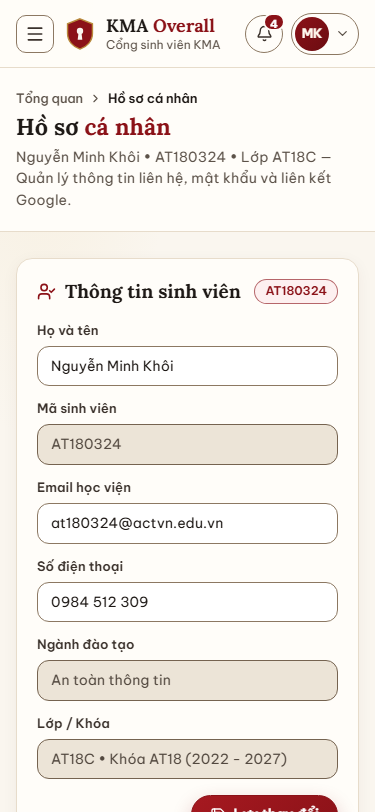 KMA Overall
Cổng sinh viên KMA
4
MK
Tổng quan > Hồ sơ cá nhân
Hồ sơ cá nhân
Nguyễn Minh Khôi • AT180324 • Lớp AT18C —
Quản lý thông tin liên hệ, mật khẩu và liên kết
Google.
Thông tin sinh viên
AT180324
Họ và tên
Nguyễn Minh Khôi
Mã sinh viên
AT180324
Email học viện
at180324@actvn.edu.vn
Số điện thoại
0984 512 309
Ngành đào tạo
An toàn thông tin
Lớp / Khóa
AT18C • Khóa AT18 (2022 - 2027)
Lưu thay đổi